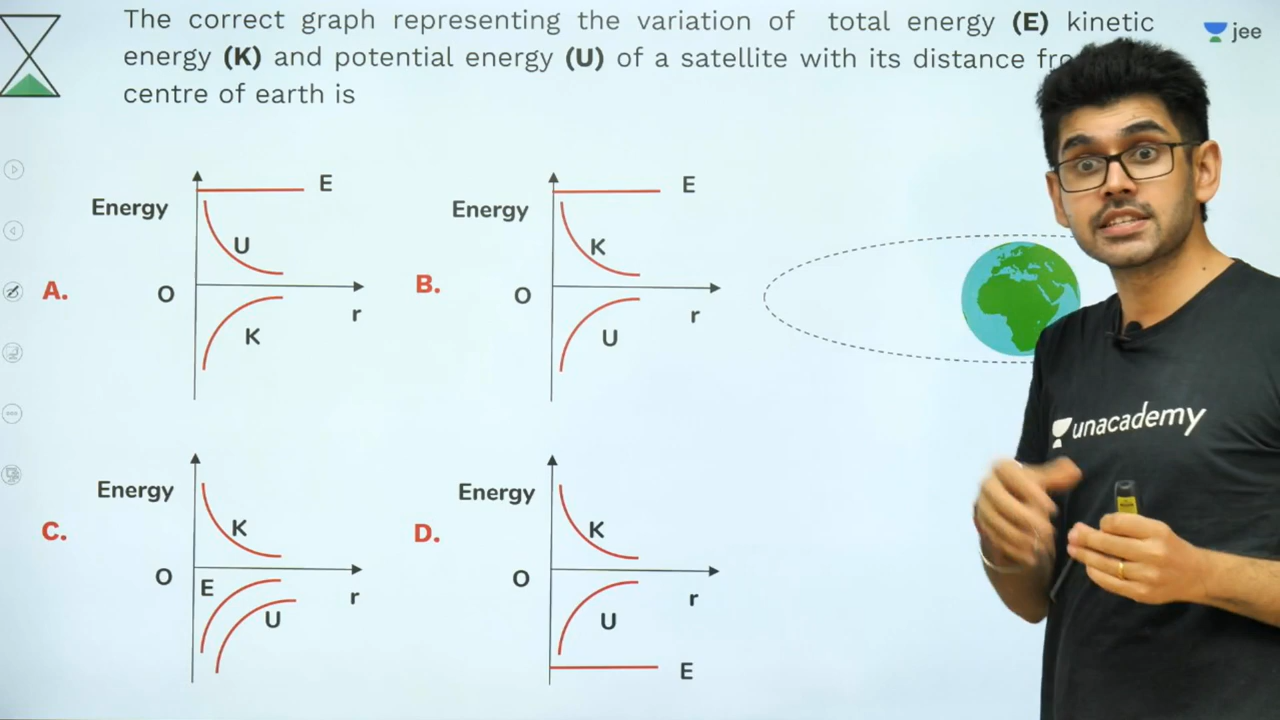 The correct graph representing the variation of total energy (E) kinetic
energy (K) and potential energy (U) of a satellite with its distance
centre of earth is
jee
A.
Energy
E
U
O
K
r
B.
Energy
E
K
O
U
r
C.
Energy
K
O
E
U
r
D.
Energy
K
O
U
r
E
unacademy